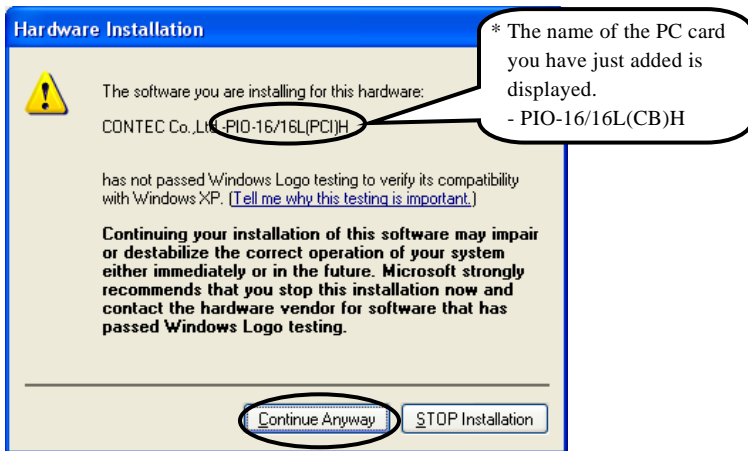 Hardware Installation
* The name of the PC card
you have just added is
displayed.
- PIO-16/16L(CB)H
The software you are installing for this hardware:
CONTEC Co.,Ltd.-PIO-16/16L(PCI)H
has not passed Windows Logo testing to verify its compatibility
with Windows XP. (Tell me why this testing is important.)
Continuing your installation of this software may impair
or destabilize the correct operation of your system
either immediately or in the future. Microsoft strongly
recommends that you stop this installation now and
contact the hardware vendor for software that has
passed Windows Logo testing.
Continue Anyway
STOP Installation